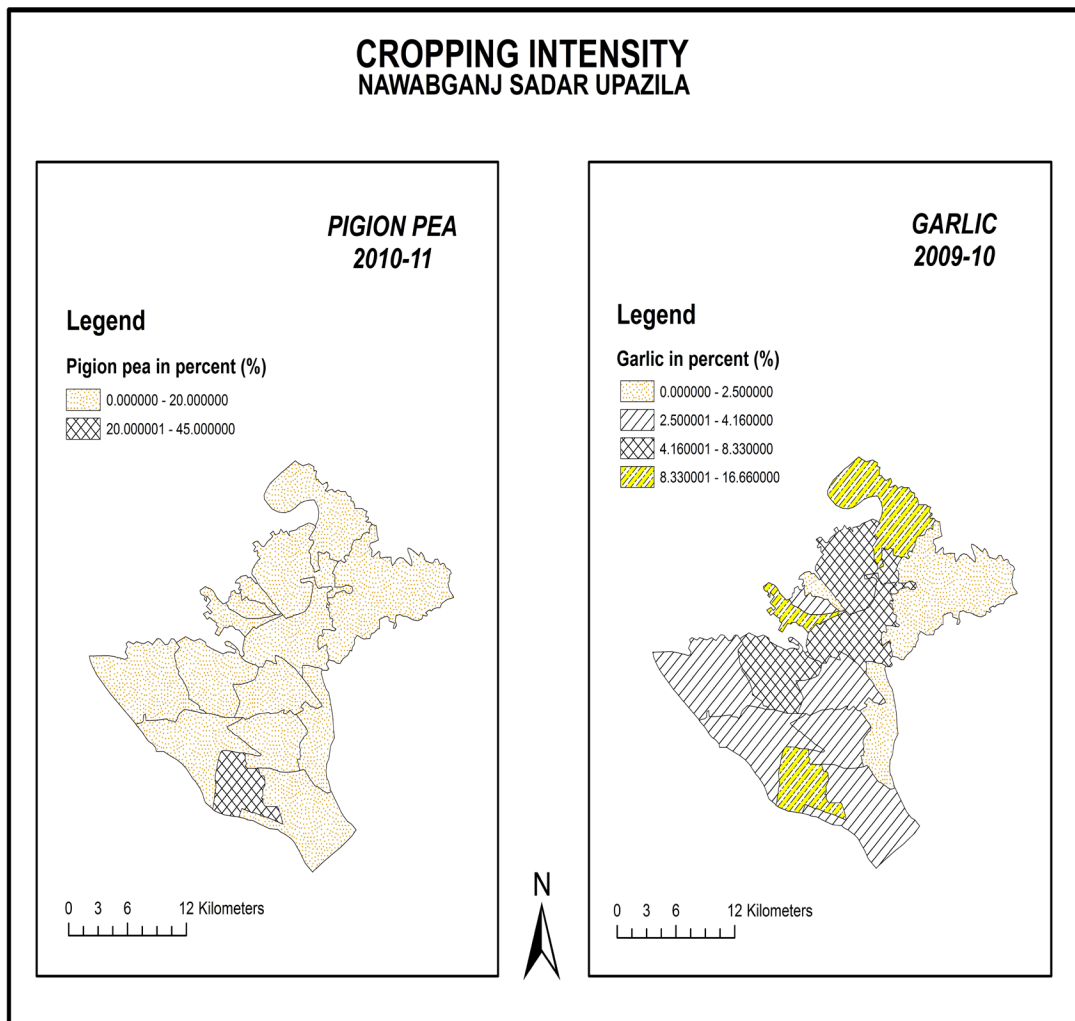 CROPPING INTENSITY
NAWABGANJ SADAR UPAZILA
PIGION PEA
2010-11
Legend
Pigion pea in percent (%)
0.000000 - 20.000000
20.000001 - 45.000000
0 3 6 12 Kilometers
N
GARLIC
2009-10
Legend
Garlic in percent (%)
0.000000 - 2.500000
2.500001 - 4.160000
4.160001 - 8.330000
8.330001 - 16.660000
0 3 6 12 Kilometers